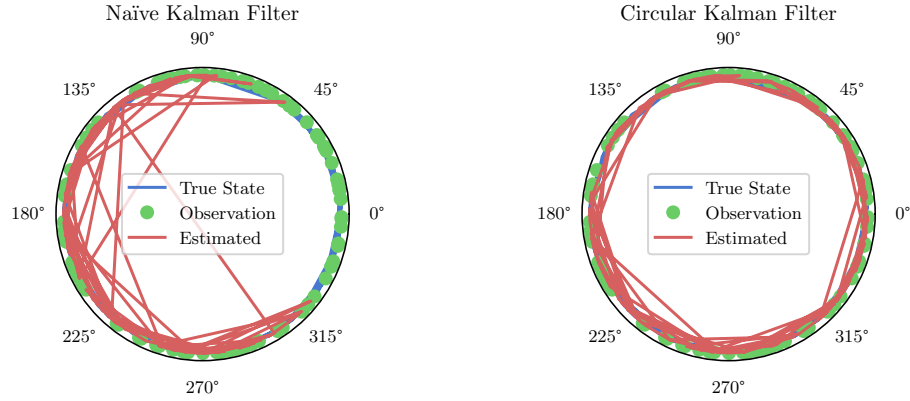 Naïve Kalman Filter
90°
135°
45°
180°
0°
225°
315°
270°
True State
Observation
Estimated
Circular Kalman Filter
90°
135°
45°
180°
0°
225°
315°
270°
True State
Observation
Estimated